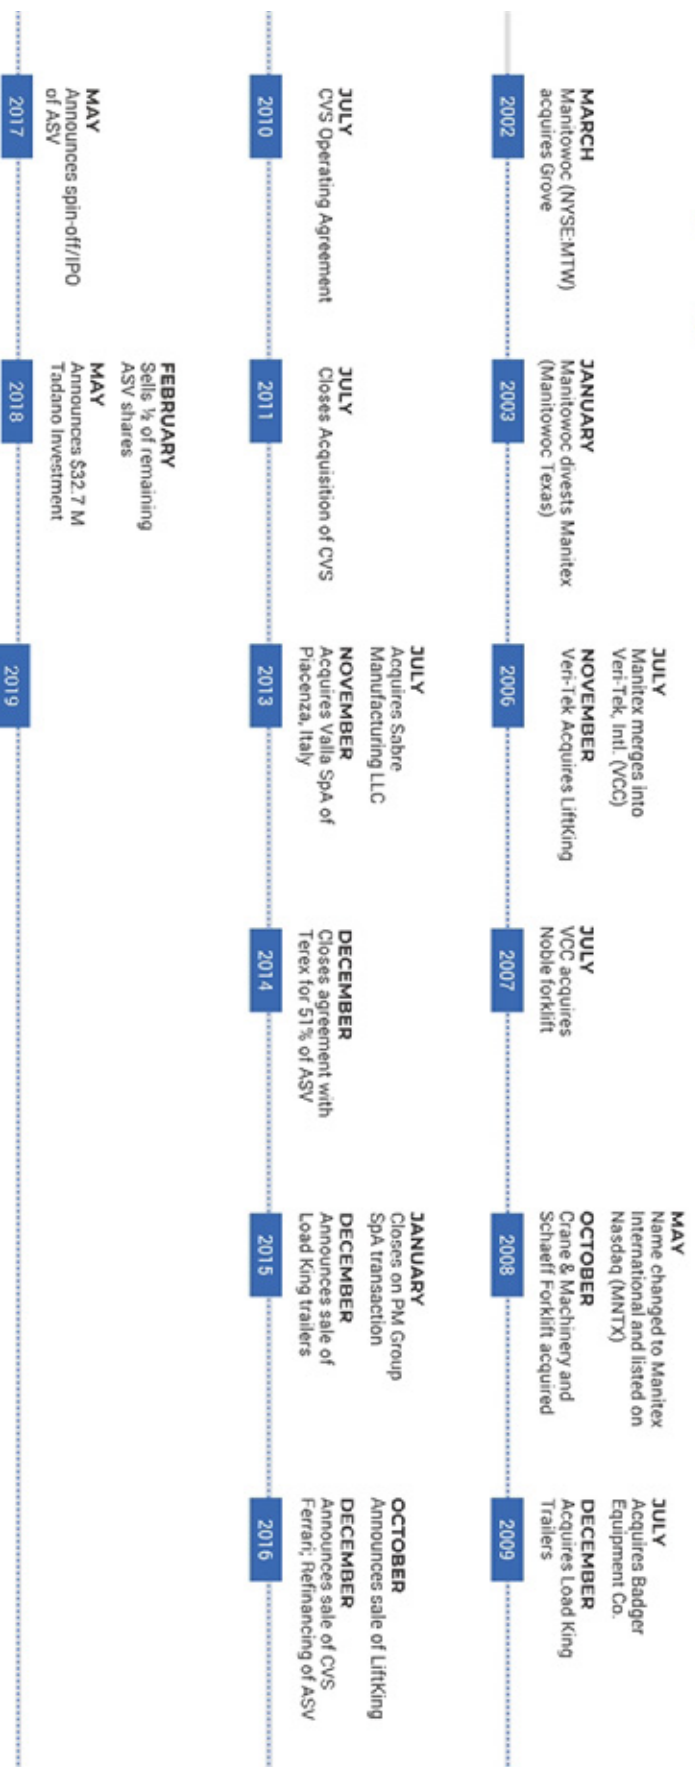 MARCH
Manitowoc (NYSE:MTW)
acquires Grove
2002
JANUARY
Manitowoc divests Manitex
(Manitowoc Texas)
2003
JULY
Manitex merges into
Veri-Tek, Intl. (VCC)
NOVEMBER
Veri-Tek Acquires LiftKing
2006
JULY
VCC acquires
Noble forklift
2007
MAY
Name changed to Manitex
International and listed on
Nasdaq (MNTX)
OCTOBER
Crane & Machinery and
Schaeff Forklift acquired
2008
JULY
Acquires Badger
Equipment Co.
DECEMBER
Acquires Load King
Trailers
2009
JULY
CVS Operating Agreement
2010
JULY
Closes Acquisition of CVS
2011
JULY
Acquires Sabre
Manufacturing LLC
NOVEMBER
Acquires Valla SpA of
Piacenza, Italy
2013
DECEMBER
Closes agreement with
Terex for 51% of ASV
2014
JANUARY
Closes on PM Group
SpA transaction
DECEMBER
Announces sale of
Load King trailers
2015
OCTOBER
Announces sale of LiftKing
DECEMBER
Announces sale of CVS
Ferrari; Refinancing of ASV
2016
MAY
Announces spin-off/IPO
of ASV
2017
FEBRUARY
Sells ½ of remaining
ASV shares
MAY
Announces $32.7 M
Tadano Investment
2018
2019